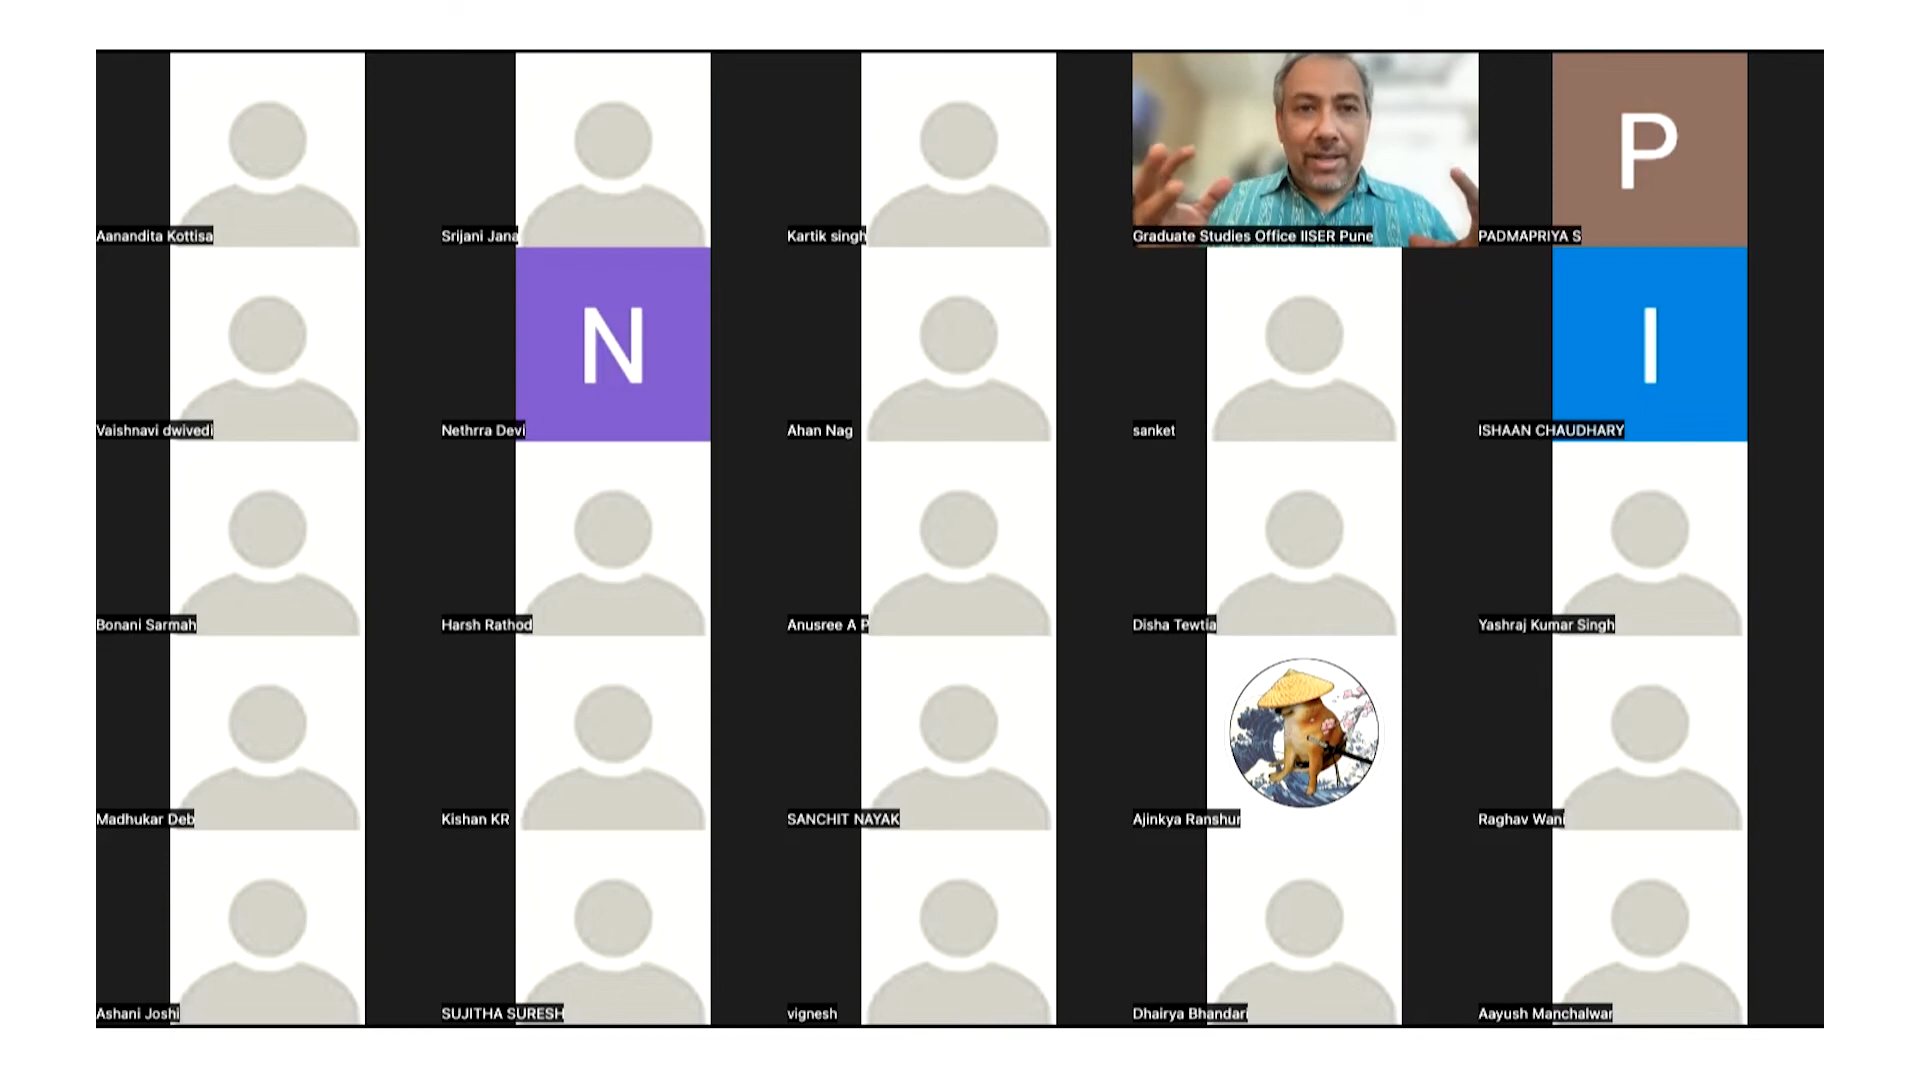 Aanandita Kottisa
Srijani Jana
Kartik singh
Graduate Studies Office IISER Pune
P
PADMAPRIYA S
Vaishnavi dwivedi
N
Nethrra Devi
Ahan Nag
sanket
I
ISHAAN CHAUDHARY
Bonani Sarmah
Harsh Rathod
Anusree A P
Disha Tewtia
Yashraj Kumar Singh
Madhukar Deb
Kishan KR
SANCHIT NAYAK
Ajinkya Ranshur
Raghav Wani
Ashani Joshi
SUJITHA SURESH
vignesh
Dhairya Bhandari
Aayush Manchalwar